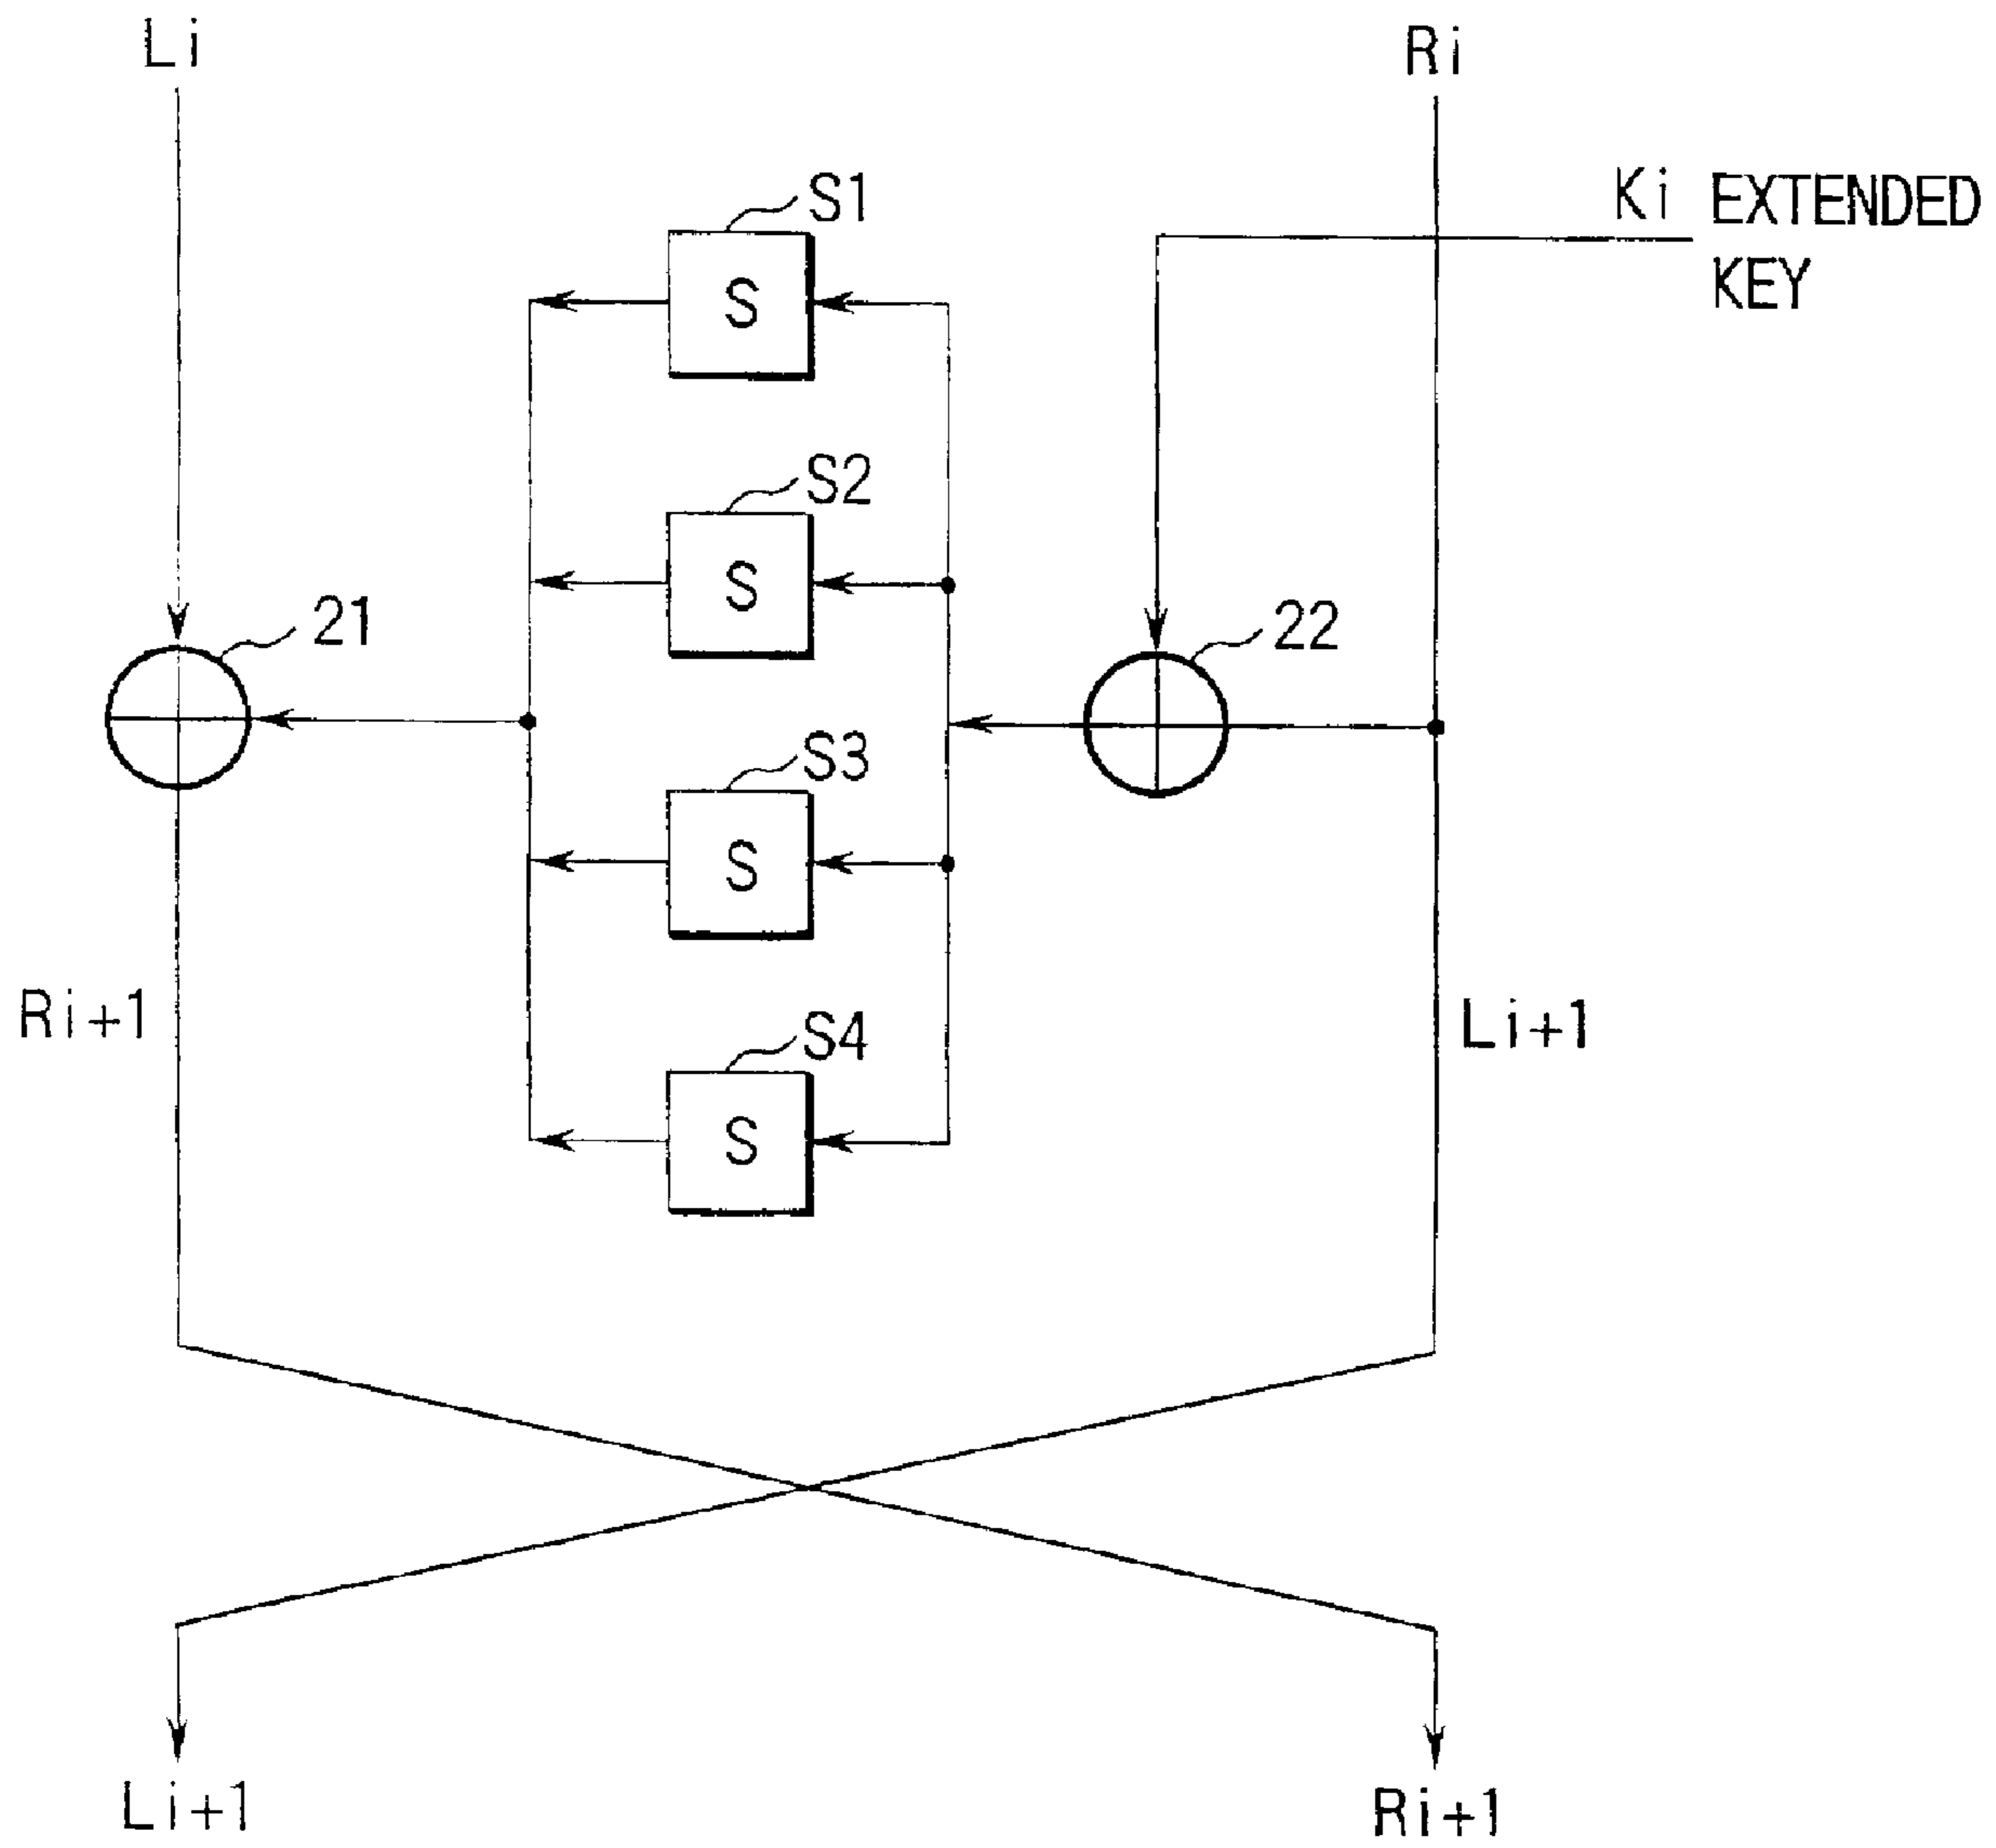 Li
Ri
Ki EXTENDED
KEY
S1
S
S2
S
21
22
S3
S
Ri+1
Li+1
S4
S
Li+1
Ri+1